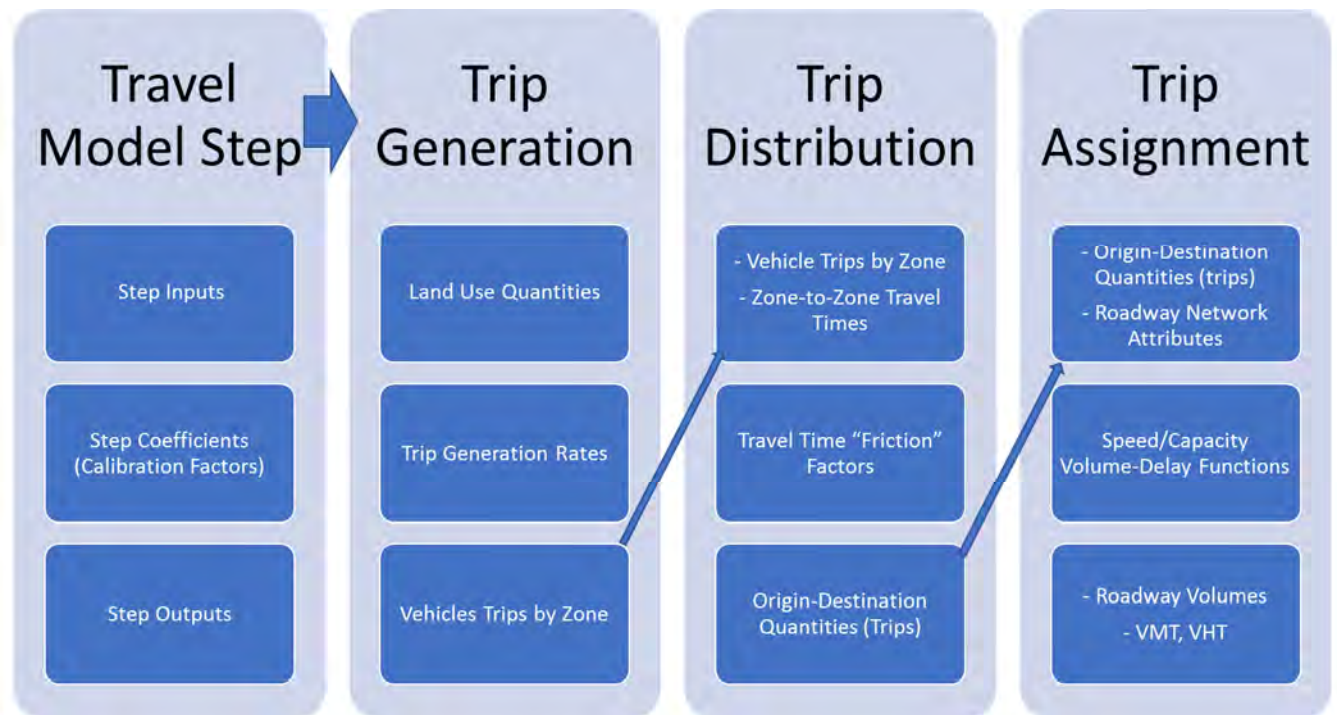 Travel
Model Step
Step Inputs
Step Coefficients
(Calibration Factors)
Step Outputs
Trip
Generation
Land Use Quantities
Trip Generation Rates
Vehicles Trips by Zone
Trip
Distribution
- Vehicle Trips by Zone
- Zone-to-Zone Travel
Times
Travel Time “Friction”
Factors
Origin-Destination
Quantities (Trips)
Trip
Assignment
- Origin-Destination
Quantities (trips)
- Roadway Network
Attributes
Speed/Capacity
Volume-Delay Functions
- Roadway Volumes
- VMT, VHT